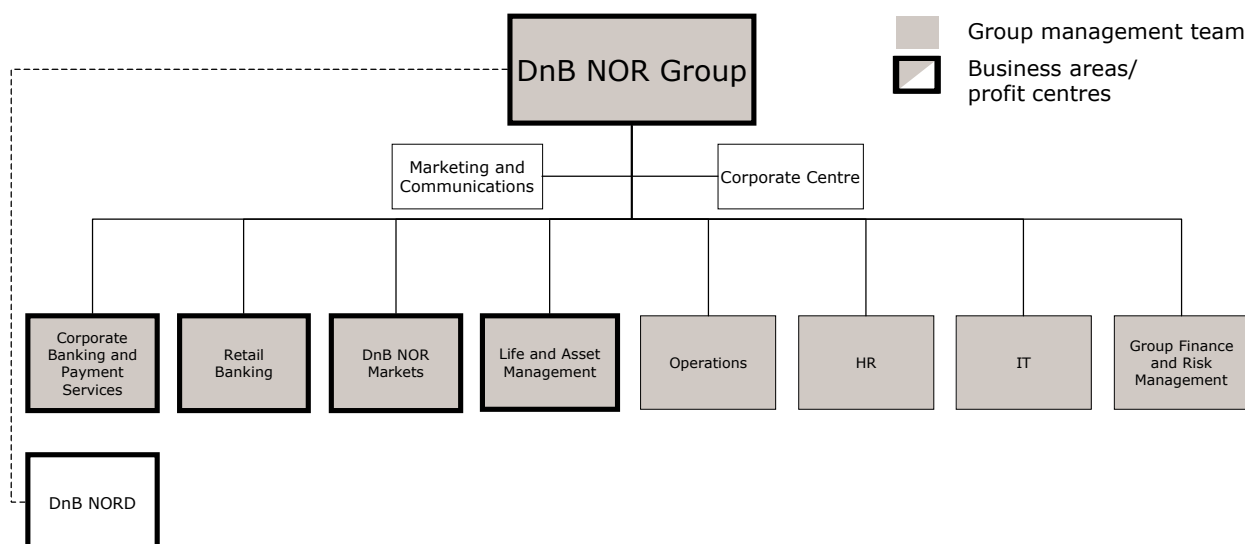 DnB NOR Group
Group management team
Business areas/
profit centres
Marketing and
Communications
Corporate Centre
Corporate
Banking and
Payment
Services
Retail
Banking
DnB NOR
Markets
Life and Asset
Management
Operations
HR
IT
Group Finance
and Risk
Management
DnB NORD